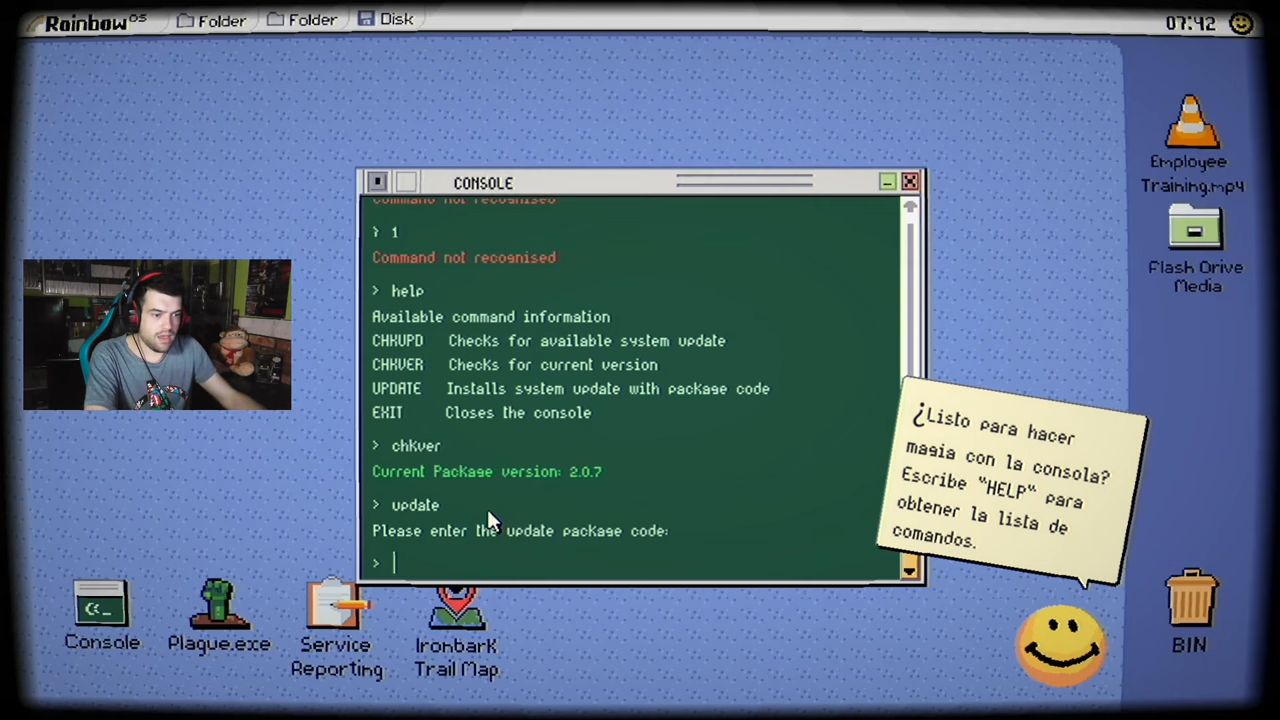 RainbowOS
Folder
Folder
Disk
07:42
Employee
Training.mp4
Flash Drive
Media
CONSOLE
Command not recognised
> 1
Command not recognised
> help
Available command information
CHKUPD Checks for available system update
CHKVER Checks for current version
UPDATE Installs system update with package code
EXIT Closes the console
> chkver
Current Package version: 2.0.7
> update
Please enter the update package code:
>
¿Listo para hacer
magia con la consola?
Escribe "HELP" para
obtener la lista de
comandos.
Console
Plague.exe
Service
Reporting
Ironbark
Trail Map
BIN